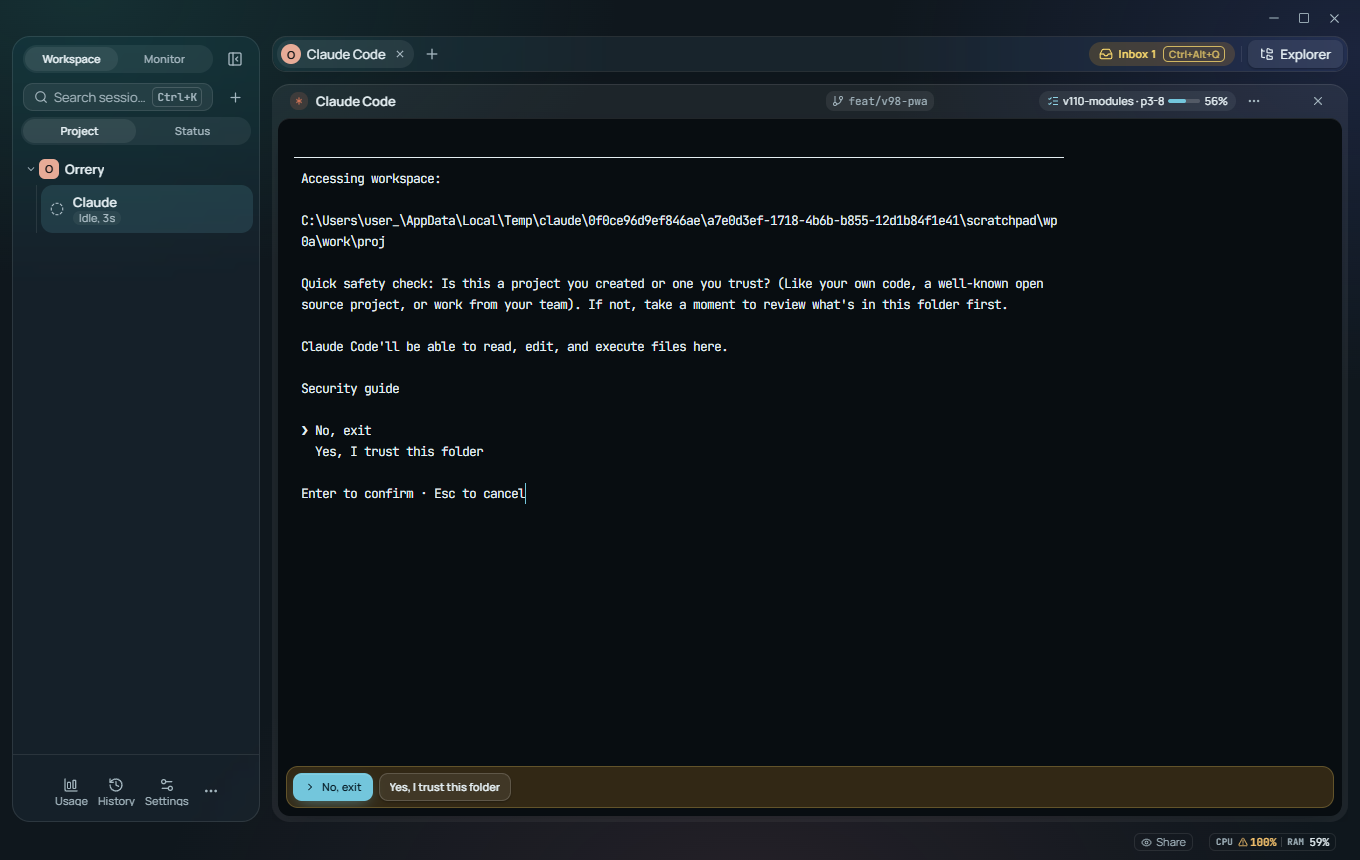 Workspace
Monitor
Search sessio...
Ctrl+K
Project
Status
O
Orrery
Claude
Idle, 3s
Usage
History
Settings
O
Claude Code
Inbox 1
Ctrl+Alt+Q
Explorer
Claude Code
feat/v98-pwa
v110-modules · p3-8
56%
Accessing workspace:
C:\Users\user_\AppData\Local\Temp\claude\0f0ce96d9ef846ae\a7e0d3ef-1718-4b6b-b855-12d1b84f1e41\scratchpad\wp
0a\work\proj
Quick safety check: Is this a project you created or one you trust? (Like your own code, a well-known open
source project, or work from your team). If not, take a moment to review what's in this folder first.
Claude Code'll be able to read, edit, and execute files here.
Security guide
❯ No, exit
Yes, I trust this folder
Enter to confirm · Esc to cancel
No, exit
Yes, I trust this folder
Share
CPU 100% RAM 59%